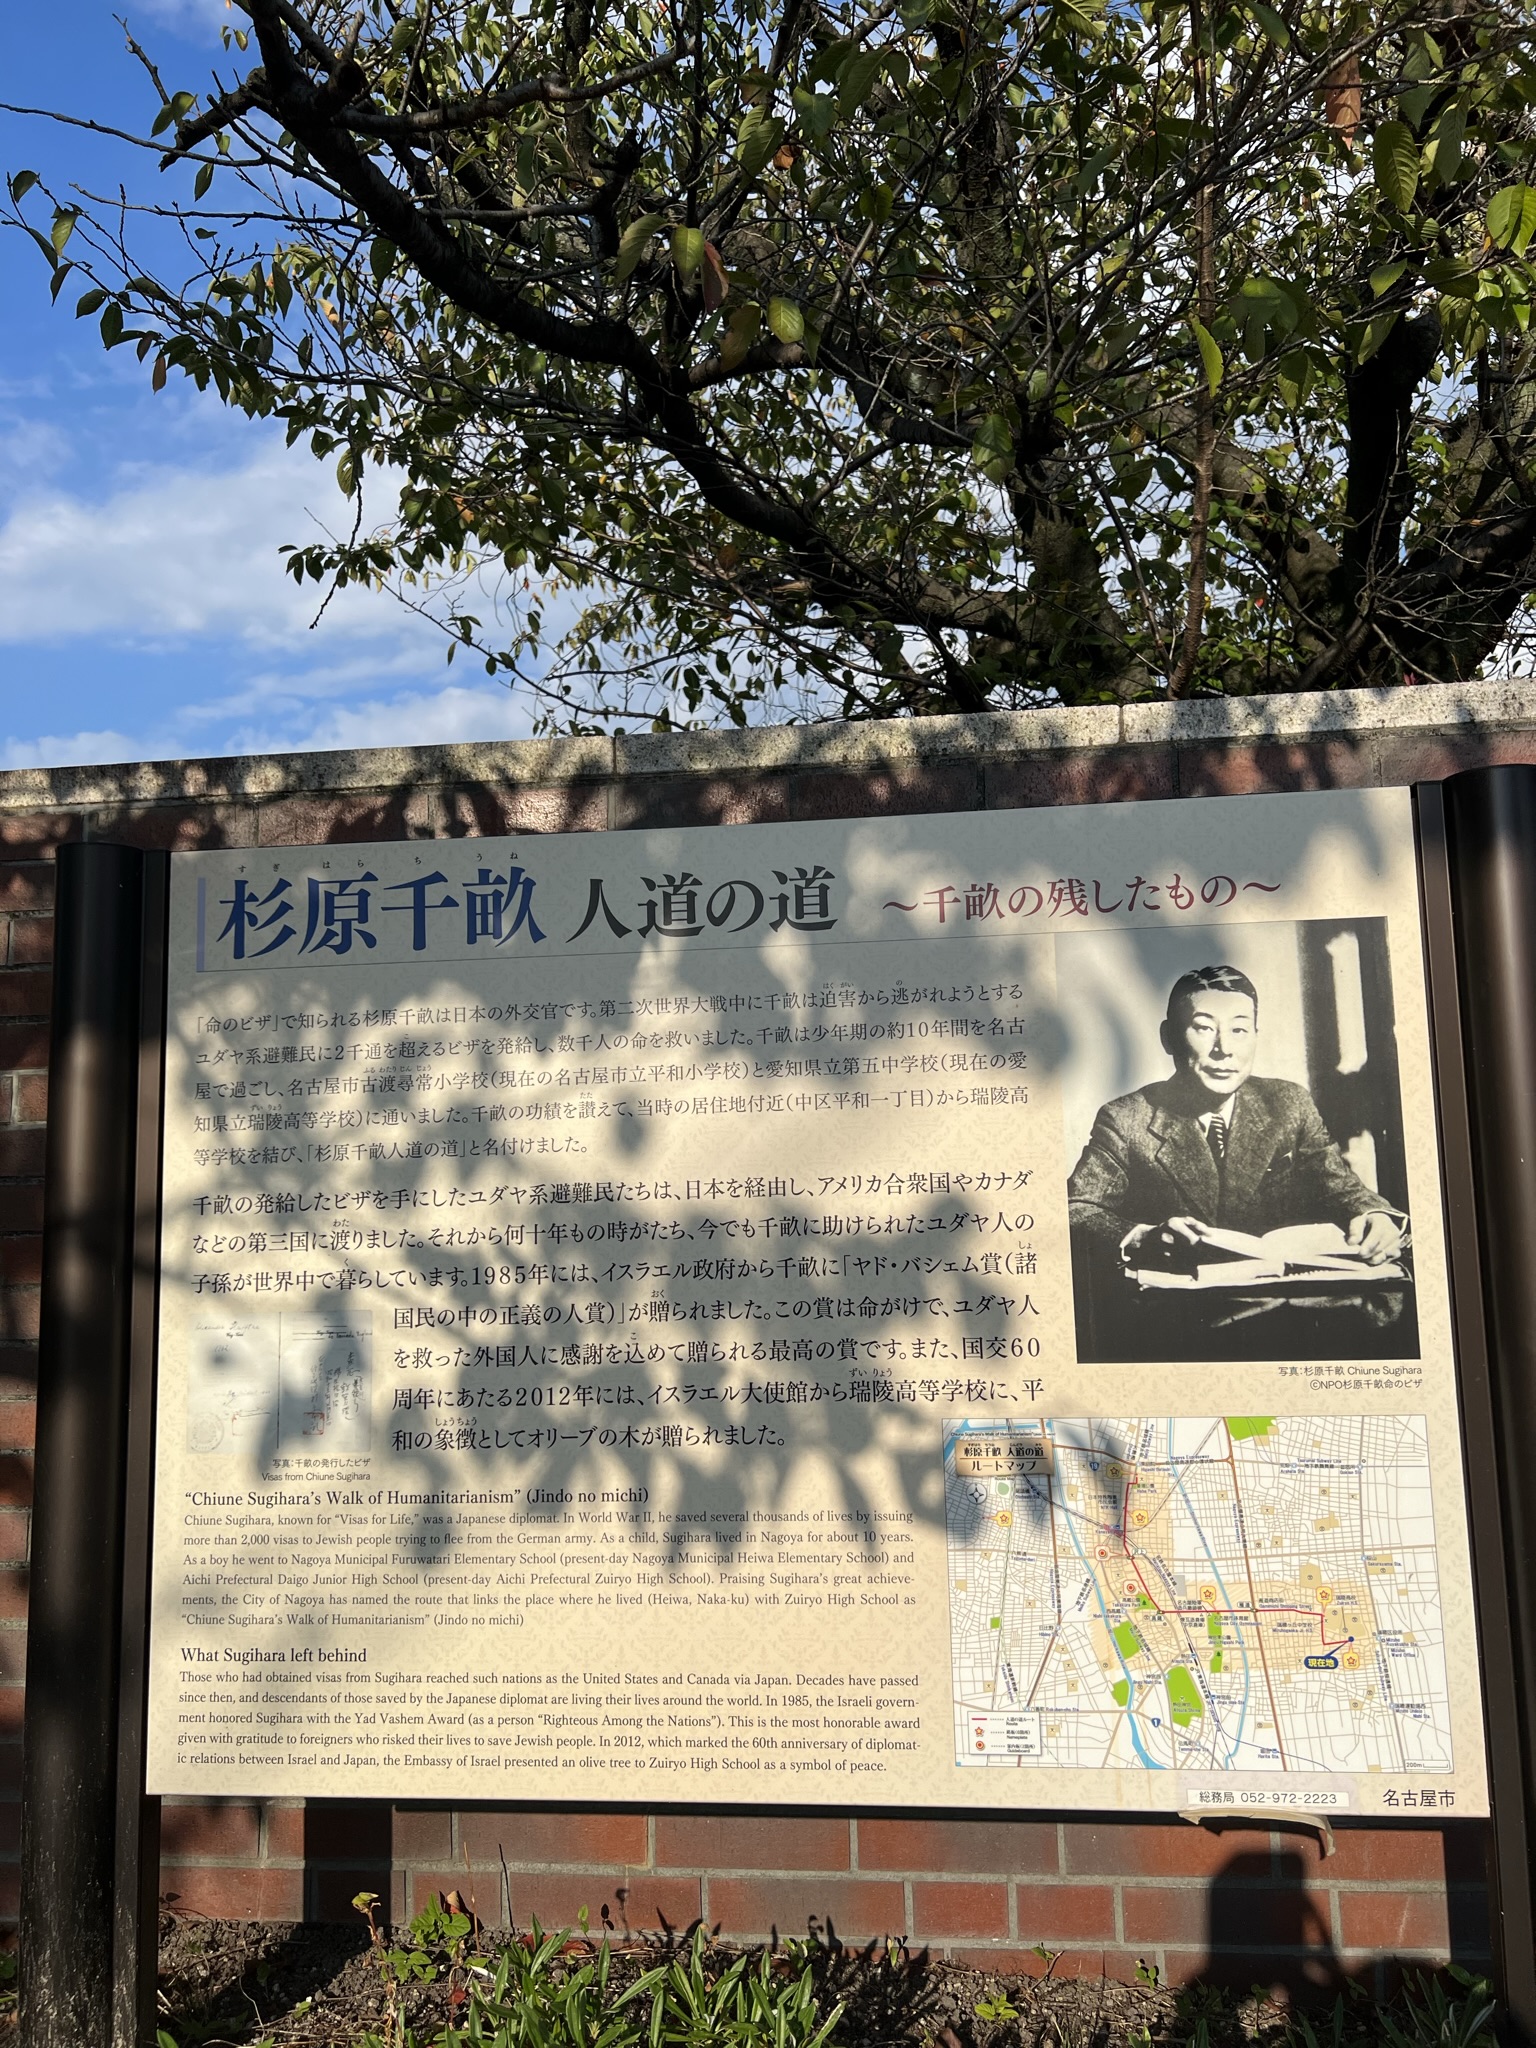 すぎ はら ち うね
杉原千畝 人道の道 ～千畝の残したもの～
「命のビザ」で知られる杉原千畝は日本の外交官です。第二次世界大戦中に千畝は迫害から逃がれようとする
ユダヤ系避難民に2千通を超えるビザを発給し、数千人の命を救いました。千畝は少年期の約10年間を名古
屋で過ごし、名古屋市古渡尋常小学校(現在の名古屋市立平和小学校)と愛知県立第五中学校(現在の愛
知県立瑞陵高等学校)に通いました。千畝の功績を讃えて、当時の居住地付近(中区平和一丁目)から瑞陵高
等学校を結び、「杉原千畝人道の道」と名付けました。
千畝の発給したビザを手にしたユダヤ系避難民たちは、日本を経由し、アメリカ合衆国やカナダ
などの第三国に渡りました。それから何十年もの時がたち、今でも千畝に助けられたユダヤ人の
子孫が世界中で暮らしています。1985年には、イスラエル政府から千畝に「ヤド・バシェム賞(諸
国民の中の正義の人賞)」が贈られました。この賞は命がけで、ユダヤ人
を救った外国人に感謝を込めて贈られる最高の賞です。また、国交60
周年にあたる2012年には、イスラエル大使館から瑞陵高等学校に、平
和の象徴としてオリーブの木が贈られました。
写真:千畝の発行したビザ
Visas from Chiune Sugihara
写真:杉原千畝 Chiune Sugihara
©NPO杉原千畝命のビザ
“Chiune Sugihara's Walk of Humanitarianism” (Jindo no michi)
Chiune Sugihara, known for “Visas for Life,” was a Japanese diplomat. In World War II, he saved several thousands of lives by issuing
more than 2,000 visas to Jewish people trying to flee from the German army. As a child, Sugihara lived in Nagoya for about 10 years.
As a boy he went to Nagoya Municipal Furuwatari Elementary School (present-day Nagoya Municipal Heiwa Elementary School) and
Aichi Prefectural Daigo Junior High School (present-day Aichi Prefectural Zuiryo High School). Praising Sugihara's great achieve-
ments, the City of Nagoya has named the route that links the place where he lived (Heiwa, Naka-ku) with Zuiryo High School as
“Chiune Sugihara's Walk of Humanitarianism” (Jindo no michi)
What Sugihara left behind
Those who had obtained visas from Sugihara reached such nations as the United States and Canada via Japan. Decades have passed
since then, and descendants of those saved by the Japanese diplomat are living their lives around the world. In 1985, the Israeli govern-
ment honored Sugihara with the Yad Vashem Award (as a person “Righteous Among the Nations”). This is the most honorable award
given with gratitude to foreigners who risked their lives to save Jewish people. In 2012, which marked the 60th anniversary of diplomat-
ic relations between Israel and Japan, the Embassy of Israel presented an olive tree to Zuiryo High School as a symbol of peace.
杉原千畝 人道の道
ルートマップ
現在地
200m
総務局 052-972-2223
名古屋市